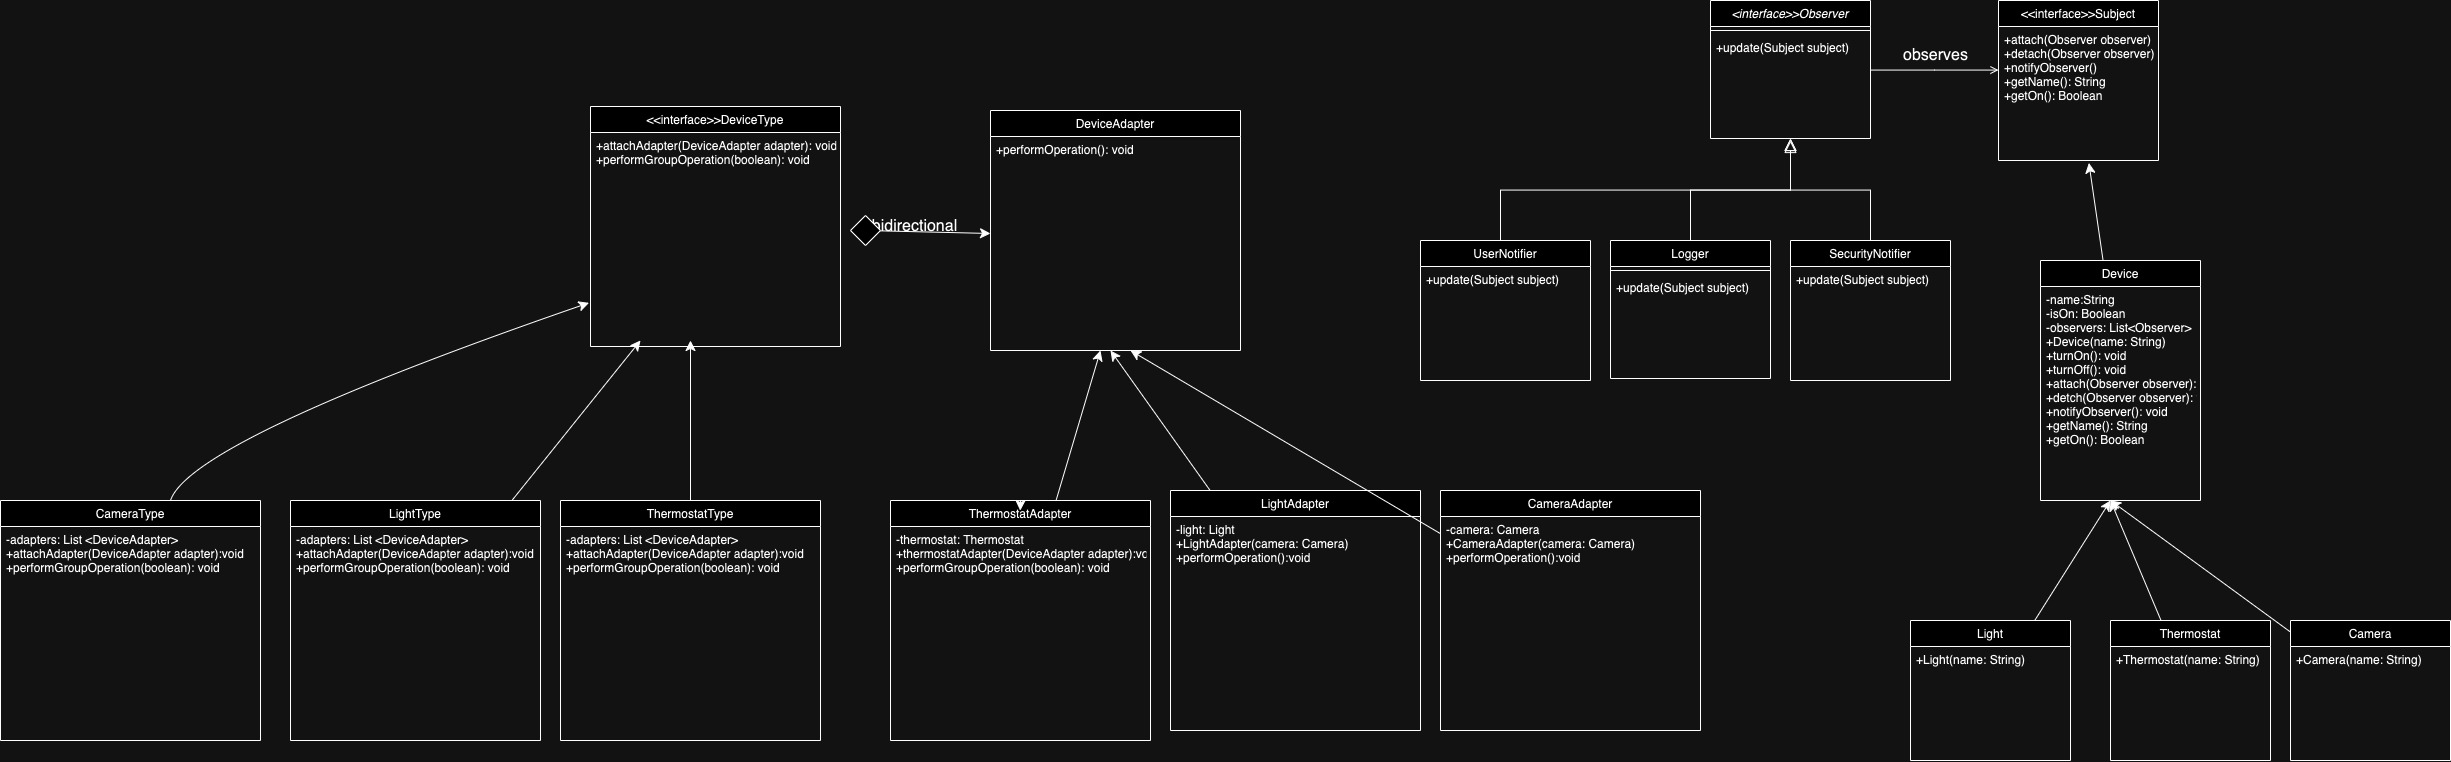 <interface>>Observer
+update(Subject subject)
observes
<<interface>>Subject
+attach(Observer observer)
+detach(Observer observer)
+notifyObserver()
+getName(): String
+getOn(): Boolean
<<interface>>DeviceType
+attachAdapter(DeviceAdapter adapter): void
+performGroupOperation(boolean): void
bidirectional
DeviceAdapter
+performOperation(): void
UserNotifier
+update(Subject subject)
Logger
+update(Subject subject)
SecurityNotifier
+update(Subject subject)
Device
-name:String
-isOn: Boolean
-observers: List<Observer>
+Device(name: String)
+turnOn(): void
+turnOff(): void
+attach(Observer observer):
+detch(Observer observer):
+notifyObserver(): void
+getName(): String
+getOn(): Boolean
CameraType
-adapters: List <DeviceAdapter>
+attachAdapter(DeviceAdapter adapter):void
+performGroupOperation(boolean): void
LightType
-adapters: List <DeviceAdapter>
+attachAdapter(DeviceAdapter adapter):void
+performGroupOperation(boolean): void
ThermostatType
-adapters: List <DeviceAdapter>
+attachAdapter(DeviceAdapter adapter):void
+performGroupOperation(boolean): void
ThermostatAdapter
-thermostat: Thermostat
+thermostatAdapter(DeviceAdapter adapter):vc
+performGroupOperation(boolean): void
LightAdapter
-light: Light
+LightAdapter(camera: Camera)
+performOperation():void
CameraAdapter
-camera: Camera
+CameraAdapter(camera: Camera)
+performOperation():void
Light
+Light(name: String)
Thermostat
+Thermostat(name: String)
Camera
+Camera(name: String)